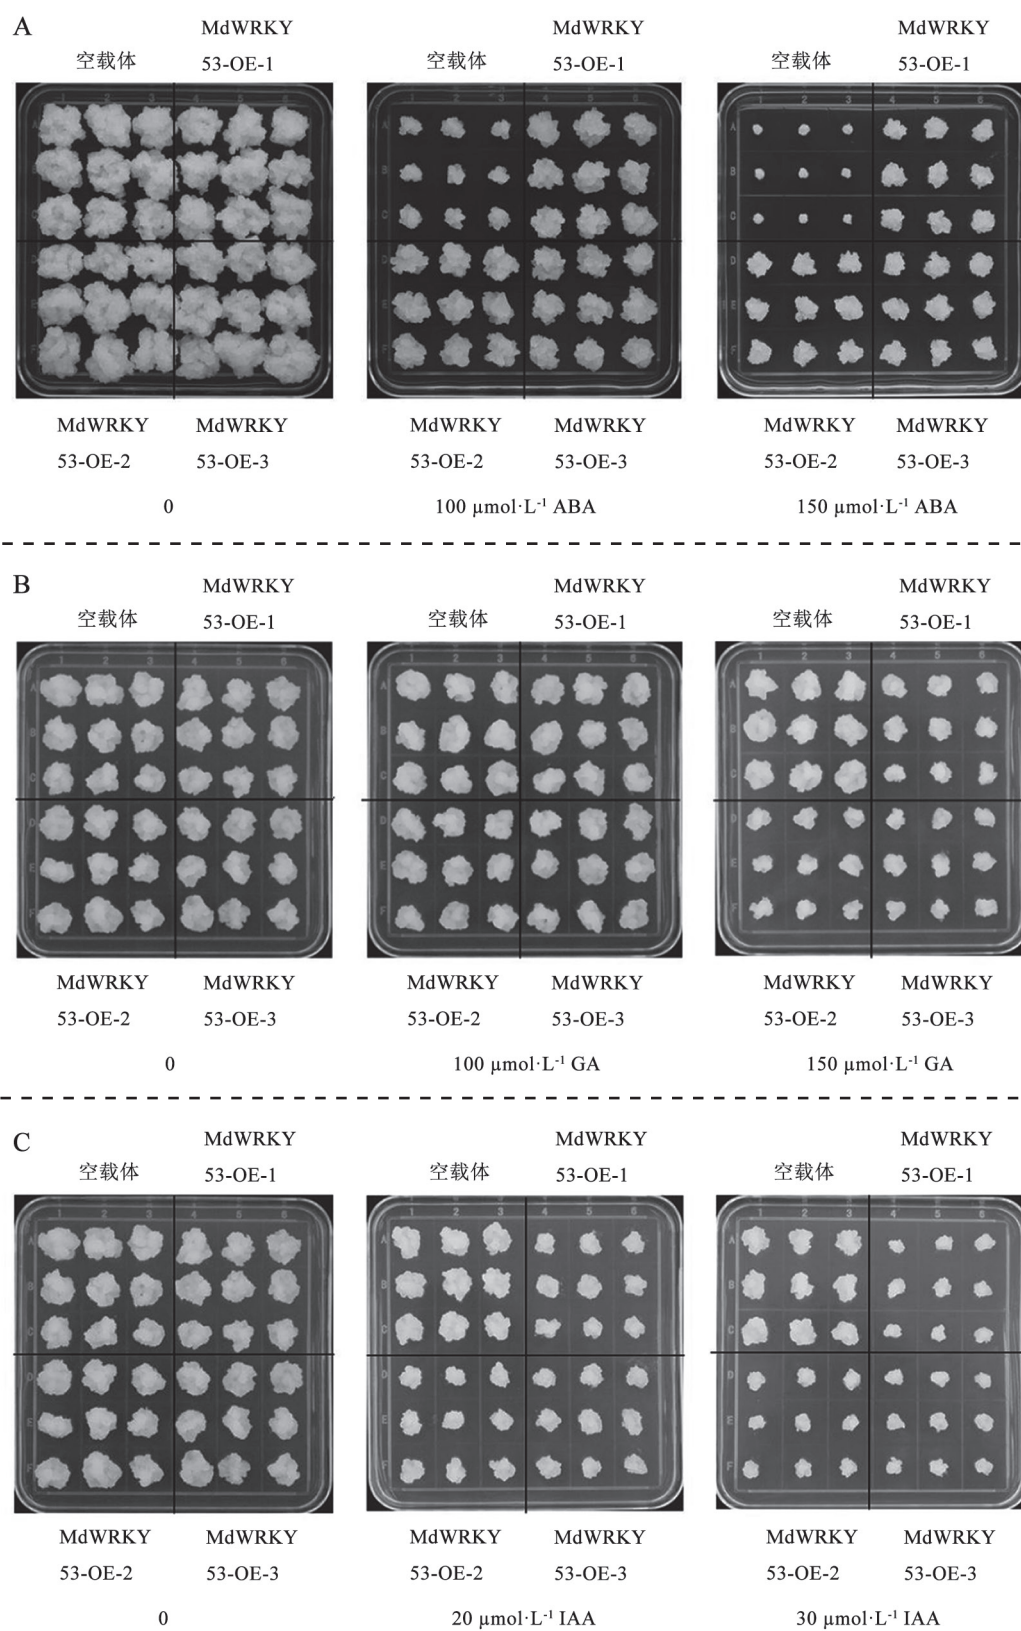 A
MdWRKY MdWRKY MdWRKY
空载体 53-OE-1 空载体 53-OE-1 空载体 53-OE-1
MdWRKY MdWRKY MdWRKY MdWRKY MdWRKY MdWRKY
53-OE-2 53-OE-3 53-OE-2 53-OE-3 53-OE-2 53-OE-3
0 100 μmol·L⁻¹ ABA 150 μmol·L⁻¹ ABA
B
MdWRKY MdWRKY MdWRKY
空载体 53-OE-1 空载体 53-OE-1 空载体 53-OE-1
MdWRKY MdWRKY MdWRKY MdWRKY MdWRKY MdWRKY
53-OE-2 53-OE-3 53-OE-2 53-OE-3 53-OE-2 53-OE-3
0 100 μmol·L⁻¹ GA 150 μmol·L⁻¹ GA
C
MdWRKY MdWRKY MdWRKY
空载体 53-OE-1 空载体 53-OE-1 空载体 53-OE-1
MdWRKY MdWRKY MdWRKY MdWRKY MdWRKY MdWRKY
53-OE-2 53-OE-3 53-OE-2 53-OE-3 53-OE-2 53-OE-3
0 20 μmol·L⁻¹ IAA 30 μmol·L⁻¹ IAA